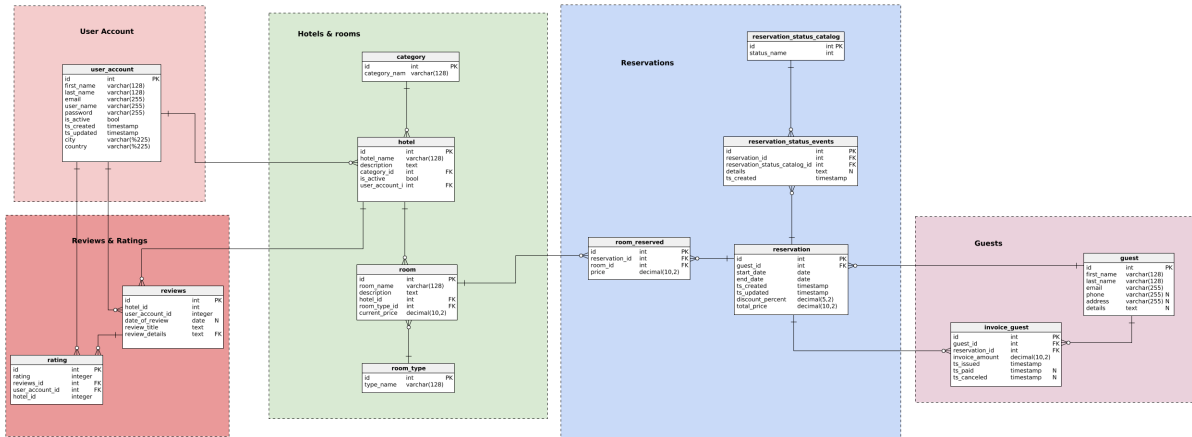 User Account
user_account
id int PK
first_name varchar(128)
last_name varchar(128)
email varchar(255)
user_name varchar(255)
password varchar(255)
is_active bool
ts_created timestamp
ts_updated timestamp
city varchar(%225)
country varchar(%225)
Reviews & Ratings
reviews
id int PK
hotel_id int
user_account_id integer
date_of_review date N
review_title text
review_details text FK
rating
id int PK
rating integer
reviews_id int FK
user_account_id int FK
hotel_id integer
Hotels & rooms
category
id int PK
category_nam varchar(128)
hotel
id int PK
hotel_name varchar(128)
description text
category_id int FK
is_active bool
user_account_i int FK
room
id int PK
room_name varchar(128)
description text
hotel_id int FK
room_type_id int FK
current_price decimal(10,2)
room_type
id int PK
type_name varchar(128)
Reservations
reservation_status_catalog
id int PK
status_name int
reservation_status_events
id int PK
reservation_id int FK
reservation_status_catalog_id int FK
details text N
ts_created timestamp
room_reserved
id int PK
reservation_id int FK
room_id int FK
price decimal(10,2)
reservation
id int PK
guest_id int FK
start_date date
end_date date
ts_created timestamp
ts_updated timestamp
discount_percent decimal(5,2)
total_price decimal(10,2)
Guests
guest
id int PK
first_name varchar(128)
last_name varchar(128)
email varchar(255)
phone varchar(255) N
address varchar(255) N
details text N
invoice_guest
id int PK
guest_id int FK
reservation_id int FK
invoice_amount decimal(10,2)
ts_issued timestamp
ts_paid timestamp N
ts_canceled timestamp N